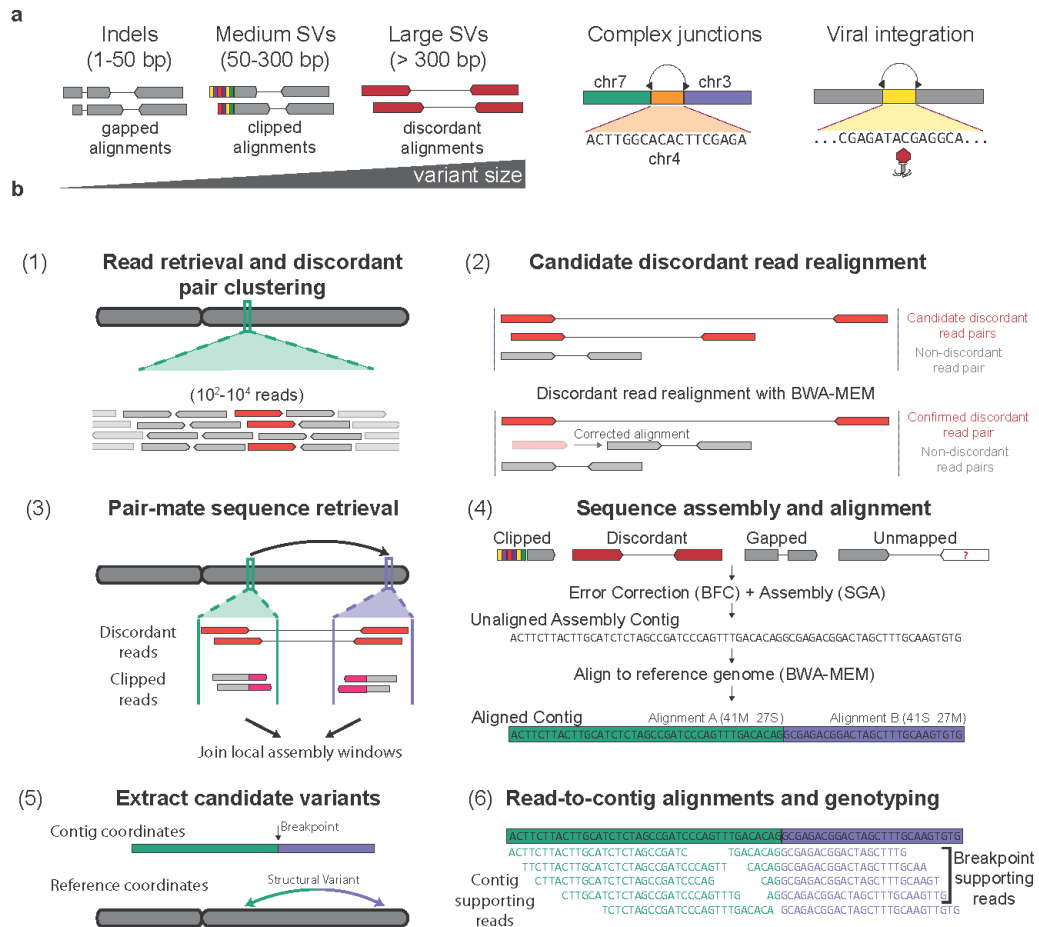 a
Indels
(1-50 bp)
Medium SVs
(50-300 bp)
Large SVs
(> 300 bp)
gapped
alignments
clipped
alignments
discordant
alignments
variant size
Complex junctions
chr7
chr3
ACTTGGCACACTTCGAGA
chr4
Viral integration
...CGAGATACGAGGCA...
b
(1)
Read retrieval and discordant
pair clustering
(10²-10⁴ reads)
(2)
Candidate discordant read realignment
Candidate discordant
read pairs
Non-discordant
read pair
Discordant read realignment with BWA-MEM
Confirmed discordant
read pair
Corrected alignment
Non-discordant
read pairs
(3)
Pair-mate sequence retrieval
Discordant
reads
Clipped
reads
Join local assembly windows
(4)
Sequence assembly and alignment
Clipped
Discordant
Gapped
Unmapped
?
Error Correction (BFC) + Assembly (SGA)
Unaligned Assembly Contig
ACTTCTTACTTGCATCTCTAGCCGATCCCAGTTTGACACAGGCGAGACGGACTAGCTTTGCAAGTGTG
Align to reference genome (BWA-MEM)
Aligned Contig
Alignment A (41M 27S)
Alignment B (41S 27M)
ACTTCTTACTTGCATCTCTAGCCGATCCCAGTTTGACACAGGCGAGACGGACTAGCTTTGCAAGTGTG
(5)
Extract candidate variants
Contig coordinates
Breakpoint
Reference coordinates
Structural Variant
(6)
Read-to-contig alignments and genotyping
ACTTCTTACTTGCATCTCTAGCCGATCCCAGTTTGACACAGGCGAGACGGACTAGCTTTGCAAGTGTG
ACTTCTTACTTGCATCTCTAGCCGATC TGACACAGGCGAGACGGACTAGCTTTG
TTCTTACTTGCATCTCTAGCCGATCCCAGTT CACAGGCGAGACGGACTAGCTTTGCAA
CTTACTTGCATCTCTAGCCGATCCCAG CAGGCGAGACGGACTAGCTTTGCAAGT
CTTGCATCTCTAGCCGATCCCAGTTTG AGGCGAGACGGACTAGCTTTGCAAGTTG
TCTCTAGCCGATCCCAGTTTGACACA GCAGACGGACTAGCTTTGCAAGTTGTG
Contig
supporting
reads
Breakpoint
supporting
reads